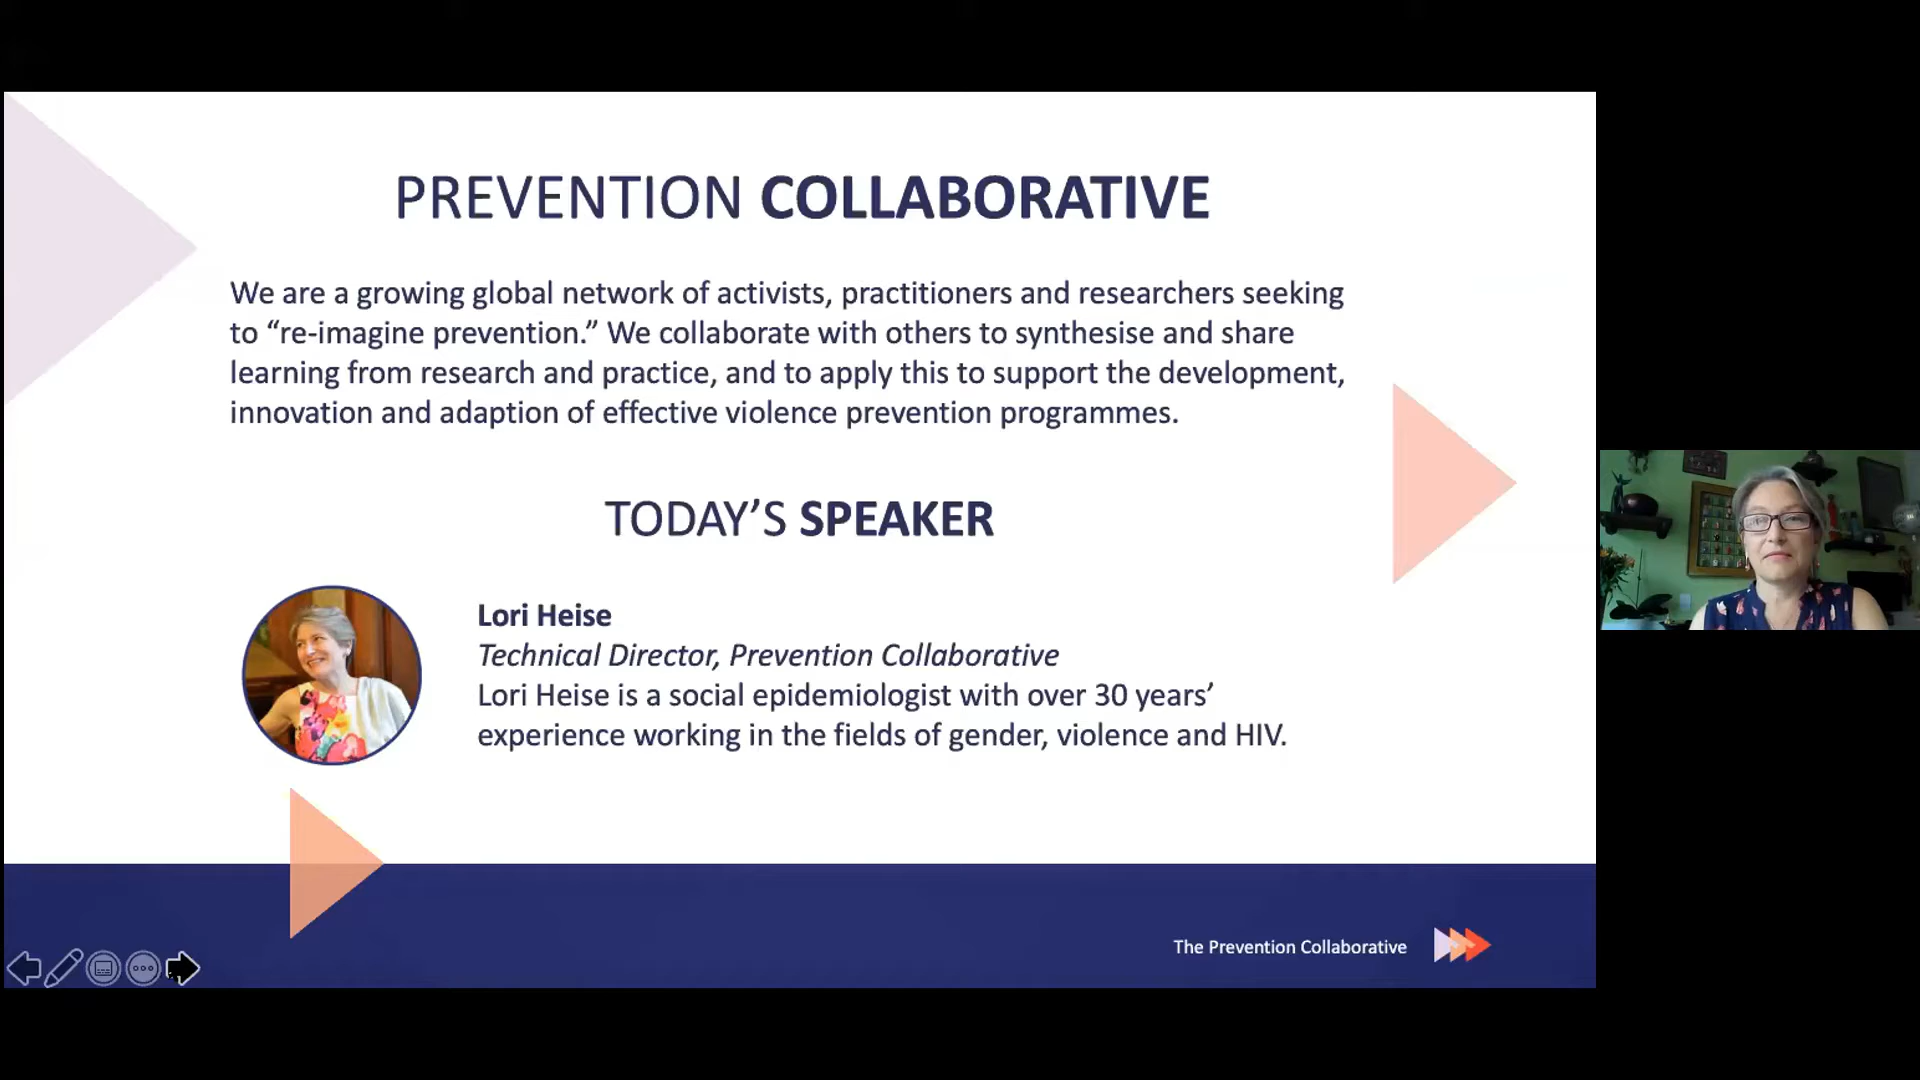 PREVENTION COLLABORATIVE
We are a growing global network of activists, practitioners and researchers seeking
to “re-imagine prevention.” We collaborate with others to synthesise and share
learning from research and practice, and to apply this to support the development,
innovation and adaption of effective violence prevention programmes.
TODAY’S SPEAKER
Lori Heise
Technical Director, Prevention Collaborative
Lori Heise is a social epidemiologist with over 30 years’
experience working in the fields of gender, violence and HIV.
The Prevention Collaborative